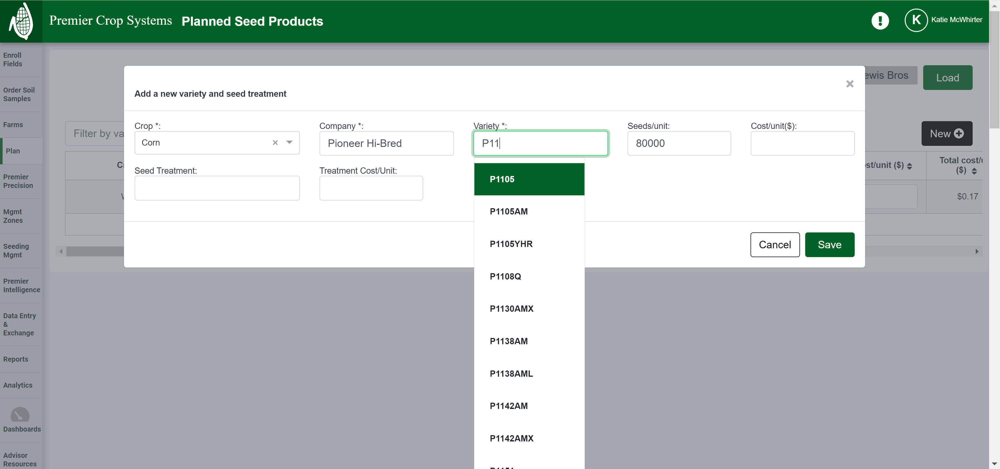 Premier Crop Systems Planned Seed Products
!
K Katie McWhirter
Enroll
Fields
Order Soil
Samples
Farms
Plan
Premier
Precision
Mgmt
Zones
Seeding
Mgmt
Premier
Intelligence
Data Entry
&
Exchange
Reports
Analytics
Dashboards
Advisor
Resources
ewis Bros
Load
Filter by va
New
st/unit ($)
Total cost/
($)
$0.17
Add a new variety and seed treatment
×
Crop *:
Corn
Company *:
Pioneer Hi-Bred
Variety *:
P11
Seeds/unit:
80000
Cost/unit($):
Seed Treatment:
Treatment Cost/Unit:
P1105
P1105AM
P1105YHR
P1108Q
P1130AMX
P1138AM
P1138AML
P1142AM
P1142AMX
Cancel
Save